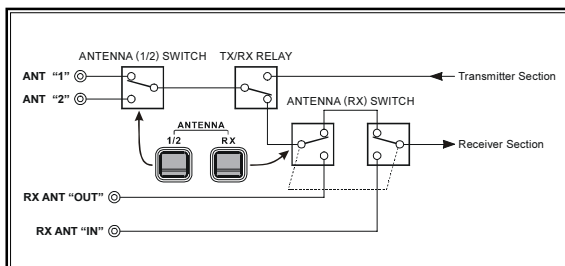 ANTENNA (1/2) SWITCH TX/RX RELAY
ANT “1”
Transmitter Section
ANT “2”
ANTENNA (RX) SWITCH
ANTENNA
1/2 RX
Receiver Section
RX ANT “OUT”
RX ANT “IN”